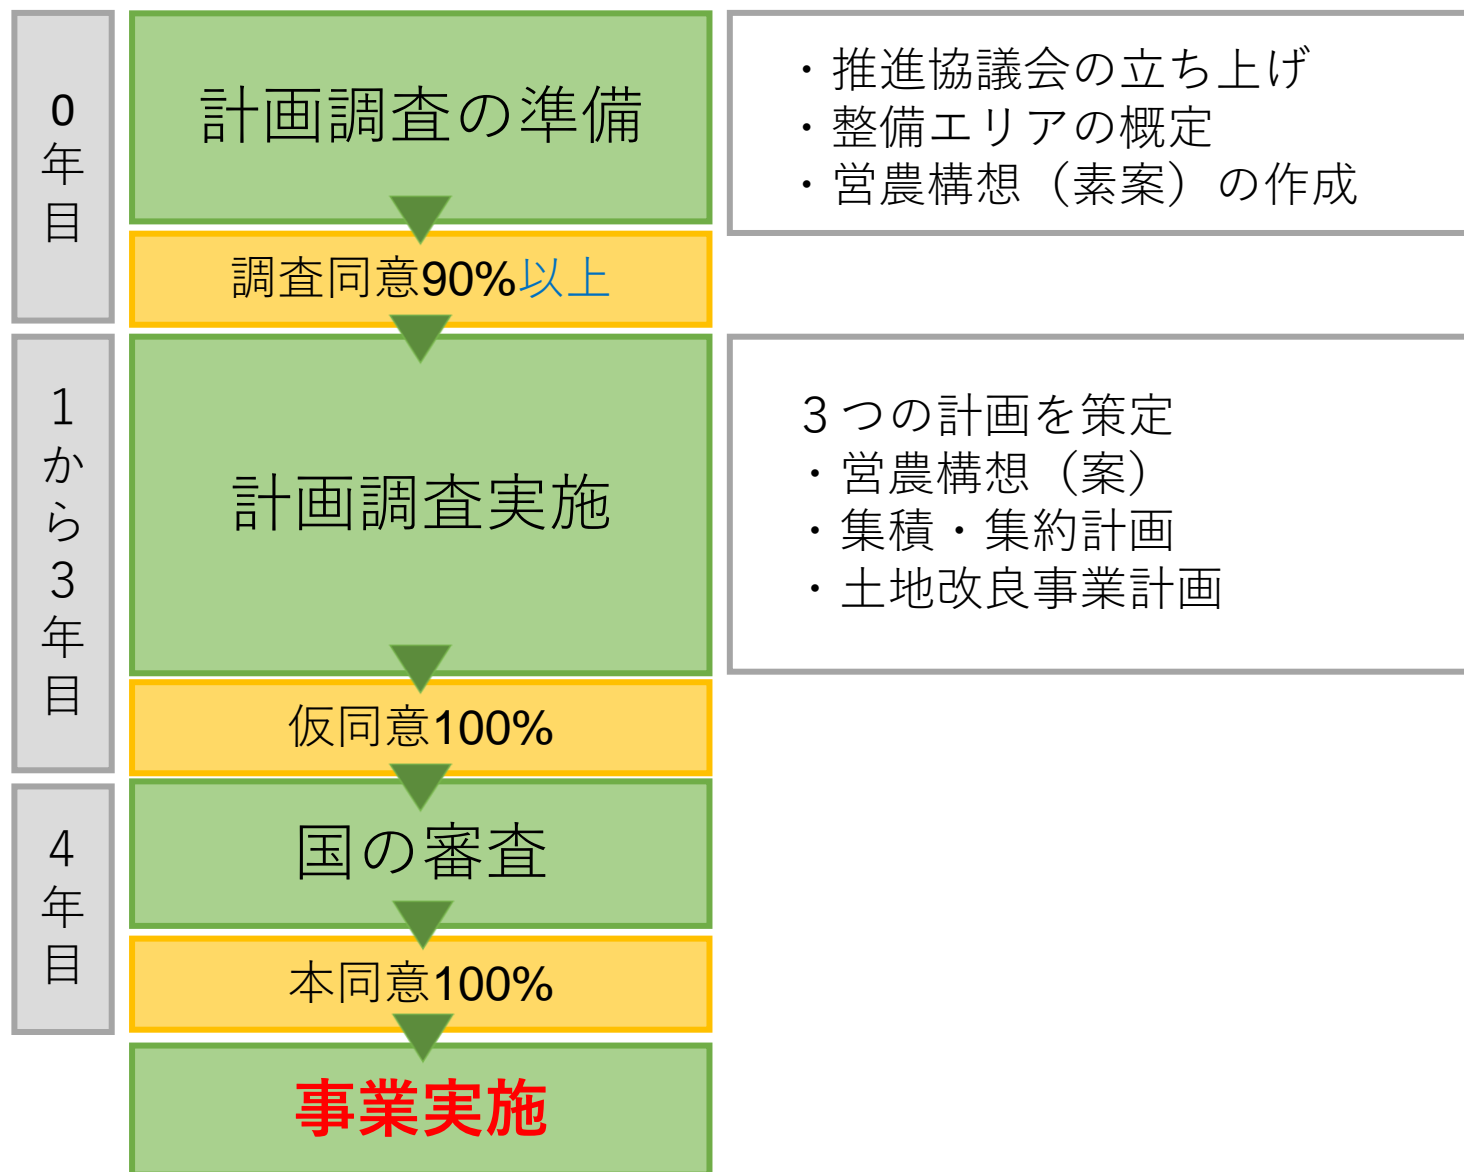 0年目
計画調査の準備
・推進協議会の立ち上げ
・整備エリアの概定
・営農構想（素案）の作成
調査同意90%以上
1から3年目
計画調査実施
３つの計画を策定
・営農構想（案）
・集積・集約計画
・土地改良事業計画
仮同意100%
4年目
国の審査
本同意100%
事業実施